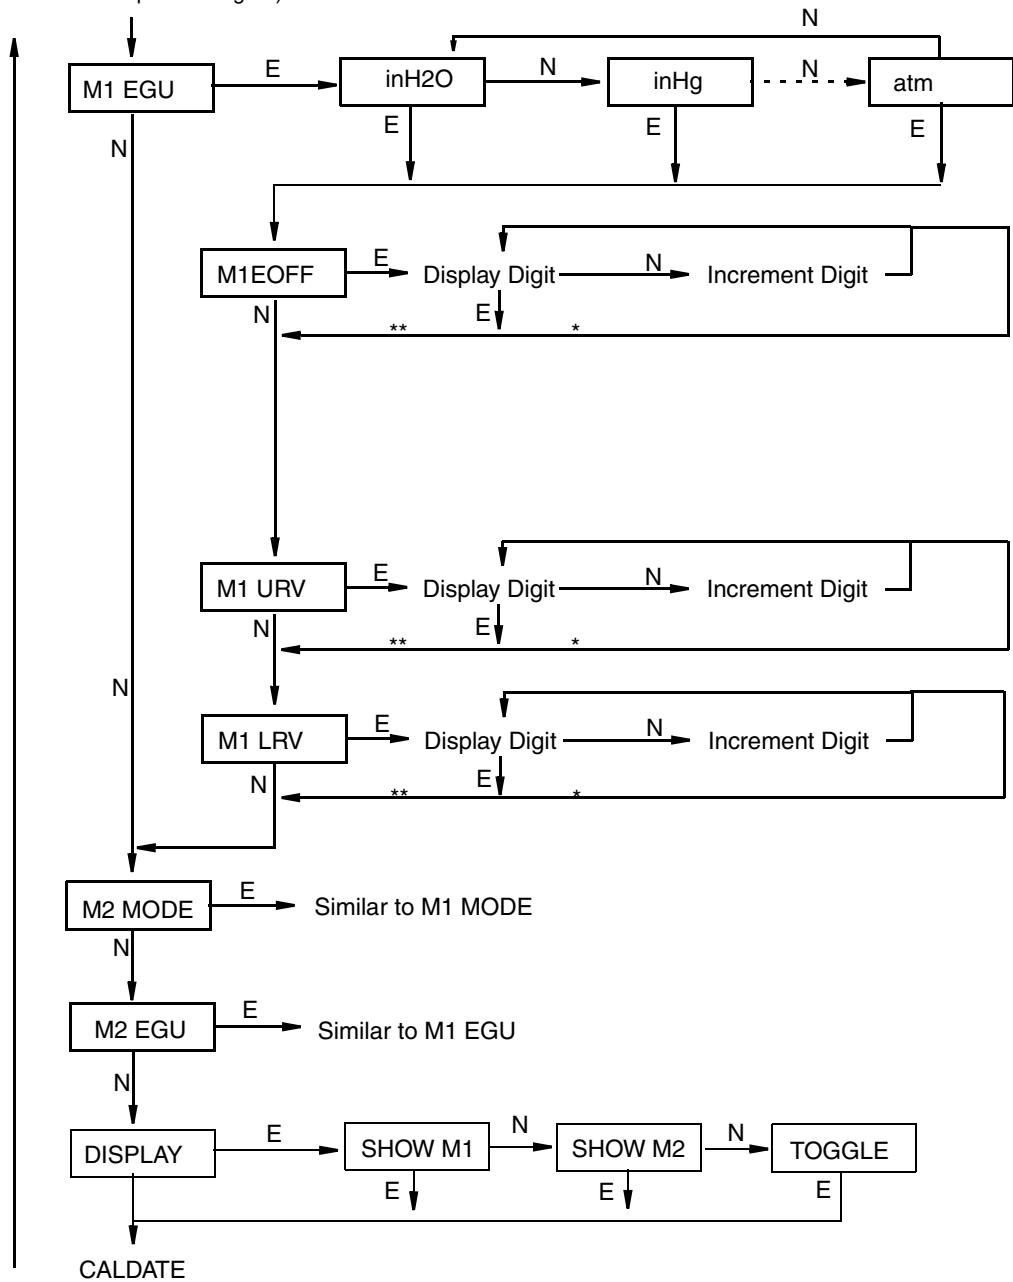 N
M1 EGU
E
inH2O
N
inHg
N
atm
N
E
E
E
M1EOFF
E
Display Digit
N
Increment Digit
N
E
**
*
M1 URV
E
Display Digit
N
Increment Digit
N
E
**
*
N
M1 LRV
E
Display Digit
N
Increment Digit
N
E
**
*
M2 MODE
E
Similar to M1 MODE
N
M2 EGU
E
Similar to M1 EGU
N
DISPLAY
E
SHOW M1
N
SHOW M2
N
TOGGLE
E
E
E
CALDATE